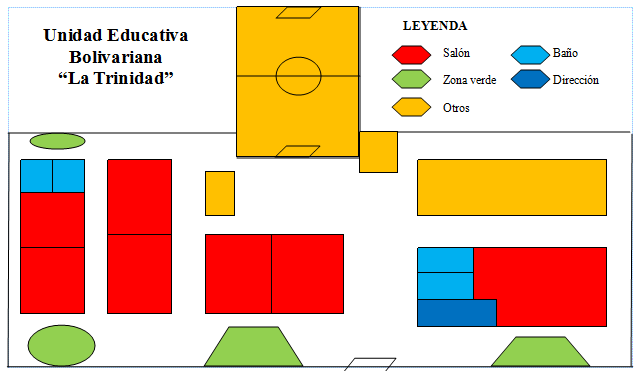 Unidad Educativa
Bolivariana
“La Trinidad”
LEYENDA
Salón
Baño
Zona verde
Dirección
Otros